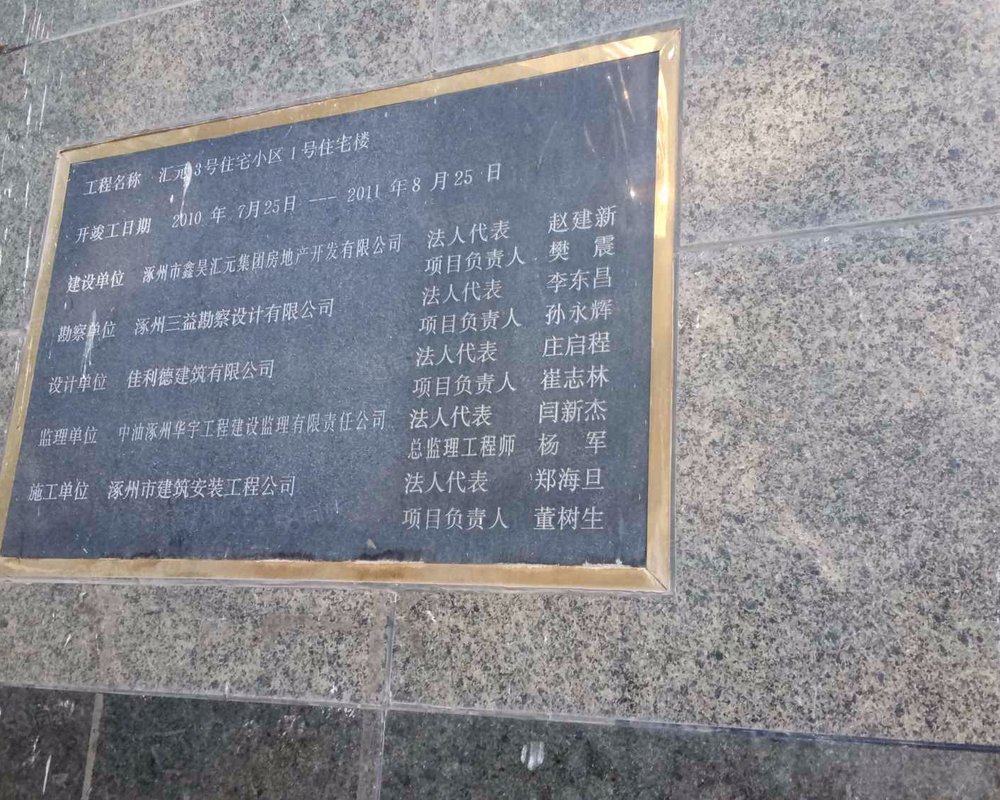 工程名称 汇元3号住宅小区1号住宅楼
开竣工日期 2010 年 7月25日 --- 2011 年8 月25 日
建设单位 涿州市鑫昊汇元集团房地产开发有限公司 法人代表 赵建新
项目负责人 樊 震
勘察单位 涿州三益勘察设计有限公司 法人代表 李东昌
项目负责人 孙永辉
设计单位 佳利德建筑有限公司 法人代表 庄启程
项目负责人 崔志林
监理单位 中油涿州华宇工程建设监理有限责任公司 法人代表 闫新杰
总监理工程师 杨 军
施工单位 涿州市建筑安装工程公司 法人代表 郑海旦
项目负责人 董树生